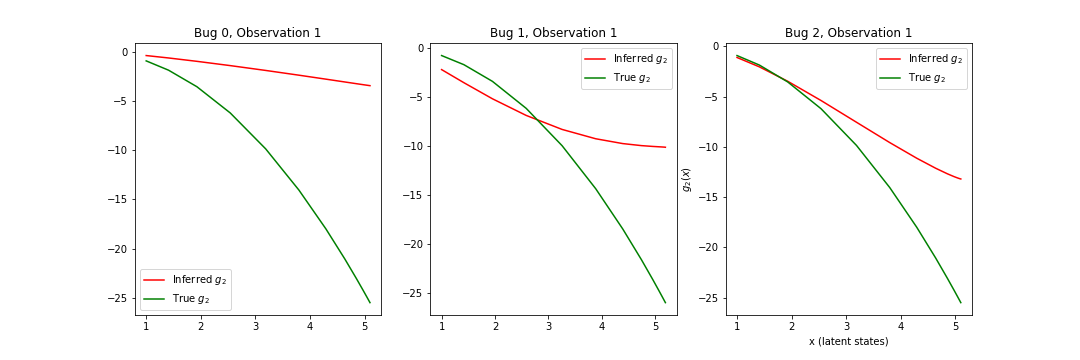 Bug 0, Observation 1
0
−5
−10
−15
−20
−25
1 2 3 4 5
Inferred g₂
True g₂
Bug 1, Observation 1
0
−5
−10
−15
−20
−25
1 2 3 4 5
Inferred g₂
True g₂
Bug 2, Observation 1
g₂(x)
0
−5
−10
−15
−20
−25
1 2 3 4 5
x (latent states)
Inferred g₂
True g₂